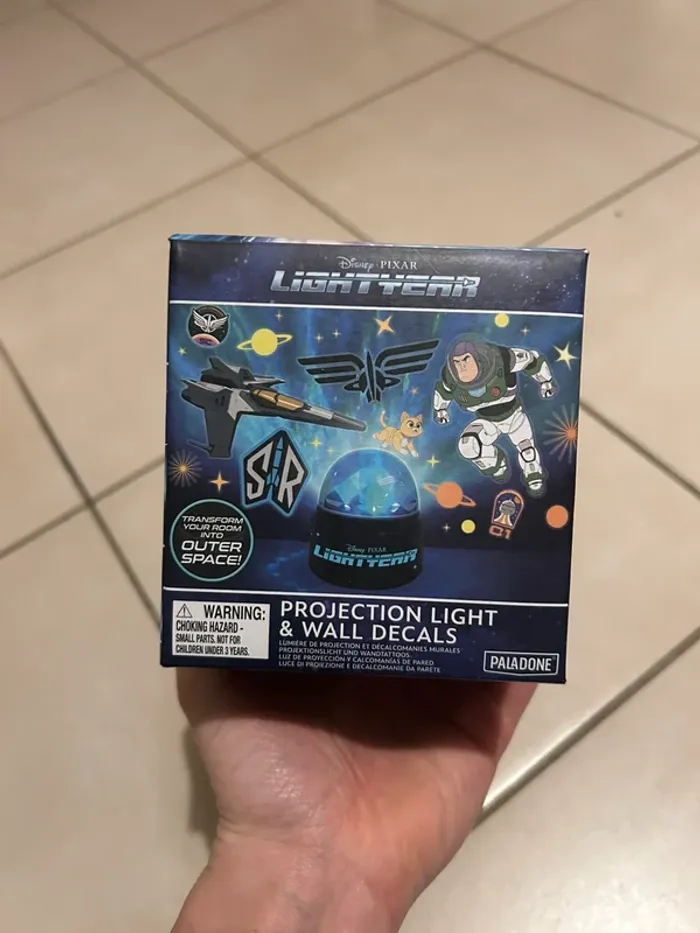 Disney PIXAR
LIGHTYEAR
S R
TRANSFORM
YOUR ROOM
INTO
OUTER
SPACE!
Disney PIXAR
LIGHTYEAR
01
WARNING:
CHOKING HAZARD -
SMALL PARTS. NOT FOR
CHILDREN UNDER 3 YEARS.
PROJECTION LIGHT
& WALL DECALS
LUMIÈRE DE PROJECTION ET DÉCALCOMANIES MURALES
PROJEKTIONSLICHT UND WANDTATTOOS
LUZ DE PROYECCIÓN Y CALCOMANÍAS DE PARED
LUCE DI PROIEZIONE E DECALCOMANIE DA PARETE
PALADONE